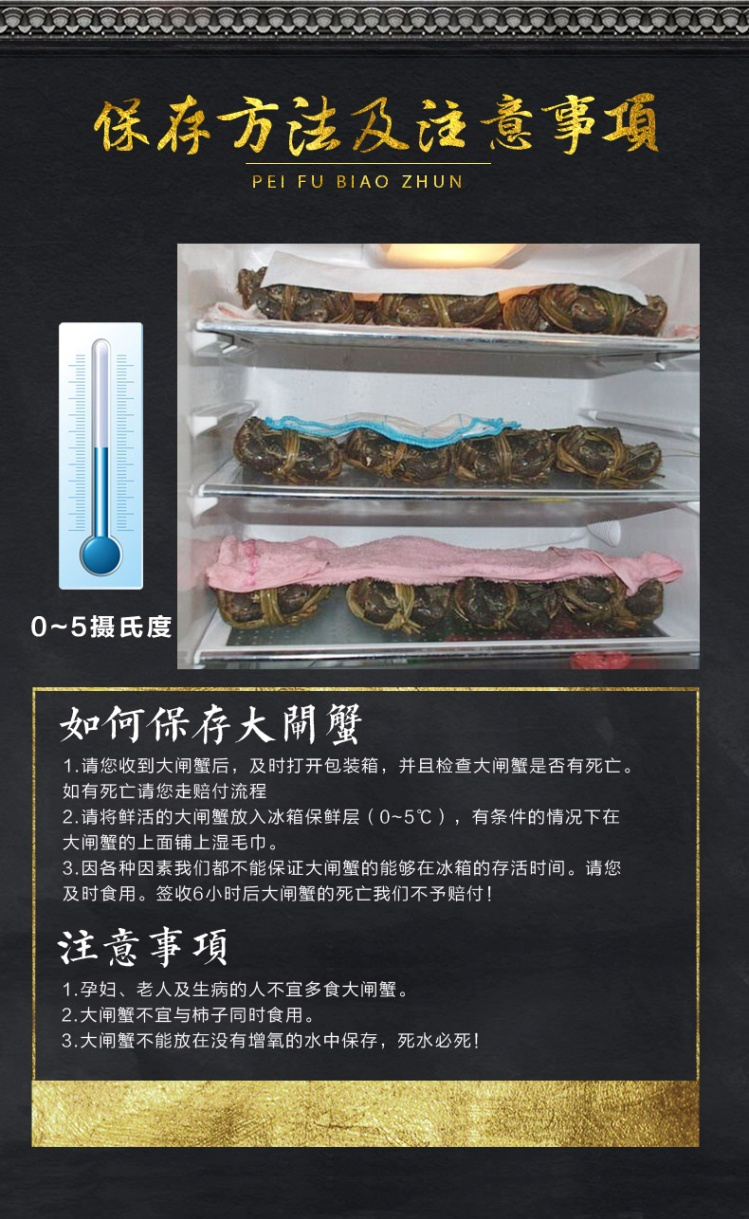 保存方法及注意事項
PEI FU BIAO ZHUN
0~5摄氏度
如何保存大閘蟹
1.请您收到大闸蟹后，及时打开包装箱，并且检查大闸蟹是否有死亡。
如有死亡请您走赔付流程
2.请将鲜活的大闸蟹放入冰箱保鲜层（0~5℃），有条件的情况下在
大闸蟹的上面铺上湿毛巾。
3.因各种因素我们都不能保证大闸蟹的能够在冰箱的存活时间。请您
及时食用。签收6小时后大闸蟹的死亡我们不予赔付！
注意事項
1.孕妇、老人及生病的人不宜多食大闸蟹。
2.大闸蟹不宜与柿子同时食用。
3.大闸蟹不能放在没有增氧的水中保存，死水必死！